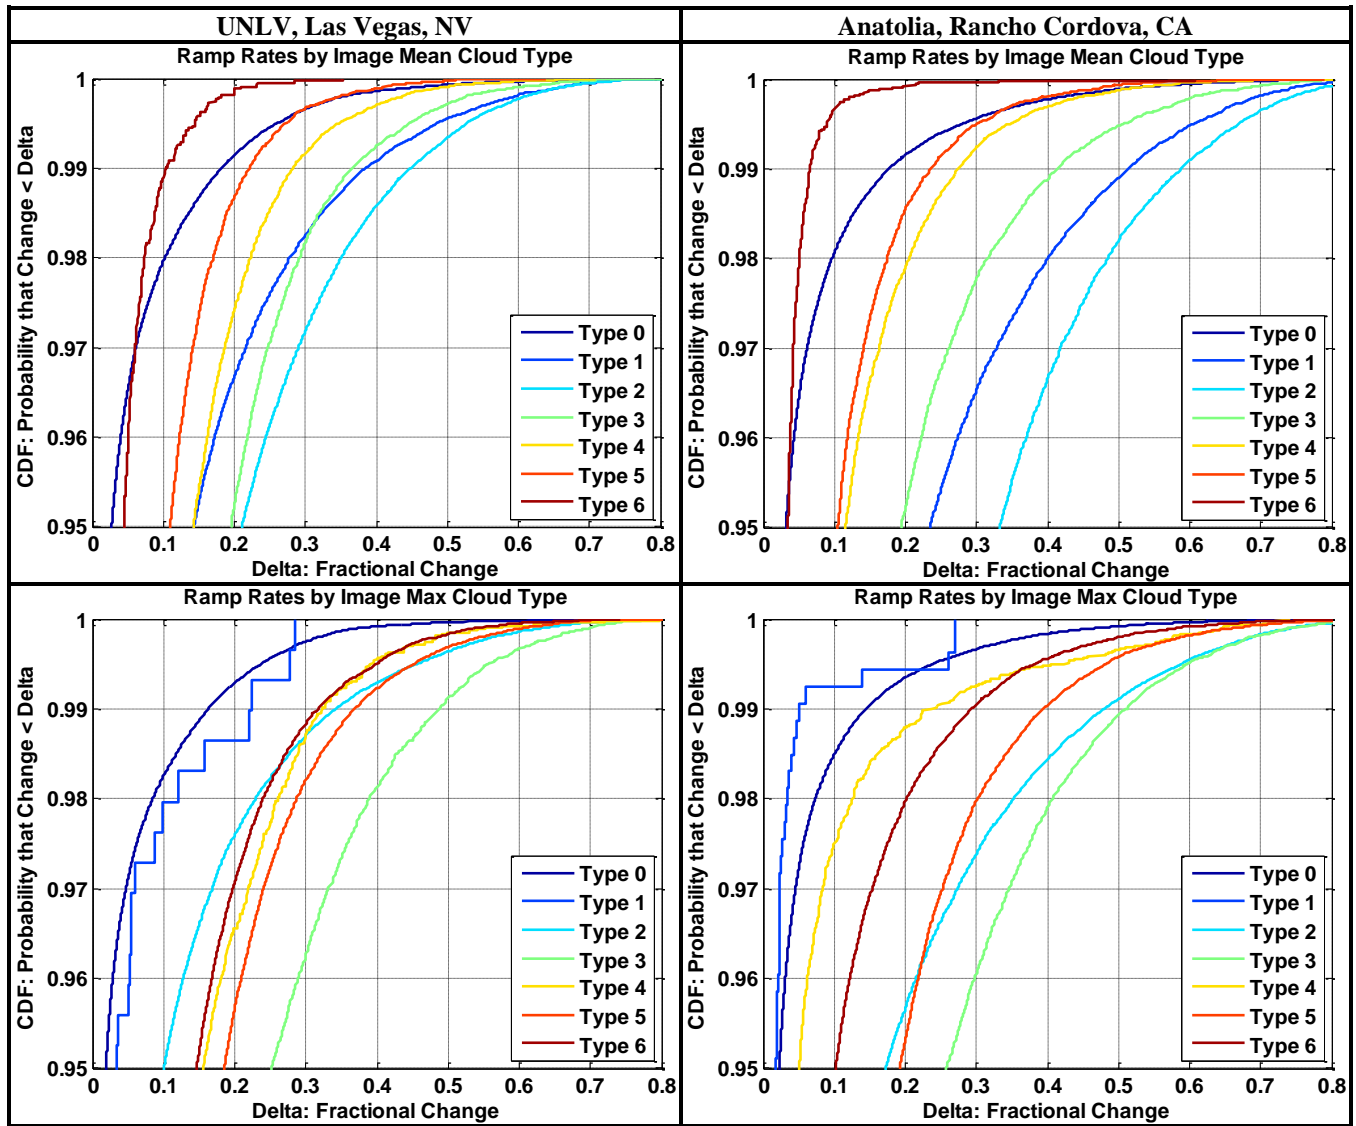 UNLV, Las Vegas, NV
Anatolia, Rancho Cordova, CA
Ramp Rates by Image Mean Cloud Type
CDF: Probability that Change < Delta
1
0.99
0.98
0.97
0.96
0.95
0 0.1 0.2 0.3 0.4 0.5 0.6 0.7 0.8
Delta: Fractional Change
Type 0
Type 1
Type 2
Type 3
Type 4
Type 5
Type 6
Ramp Rates by Image Mean Cloud Type
CDF: Probability that Change < Delta
1
0.99
0.98
0.97
0.96
0.95
0 0.1 0.2 0.3 0.4 0.5 0.6 0.7 0.8
Delta: Fractional Change
Type 0
Type 1
Type 2
Type 3
Type 4
Type 5
Type 6
Ramp Rates by Image Max Cloud Type
CDF: Probability that Change < Delta
1
0.99
0.98
0.97
0.96
0.95
0 0.1 0.2 0.3 0.4 0.5 0.6 0.7 0.8
Delta: Fractional Change
Type 0
Type 1
Type 2
Type 3
Type 4
Type 5
Type 6
Ramp Rates by Image Max Cloud Type
CDF: Probability that Change < Delta
1
0.99
0.98
0.97
0.96
0.95
0 0.1 0.2 0.3 0.4 0.5 0.6 0.7 0.8
Delta: Fractional Change
Type 0
Type 1
Type 2
Type 3
Type 4
Type 5
Type 6